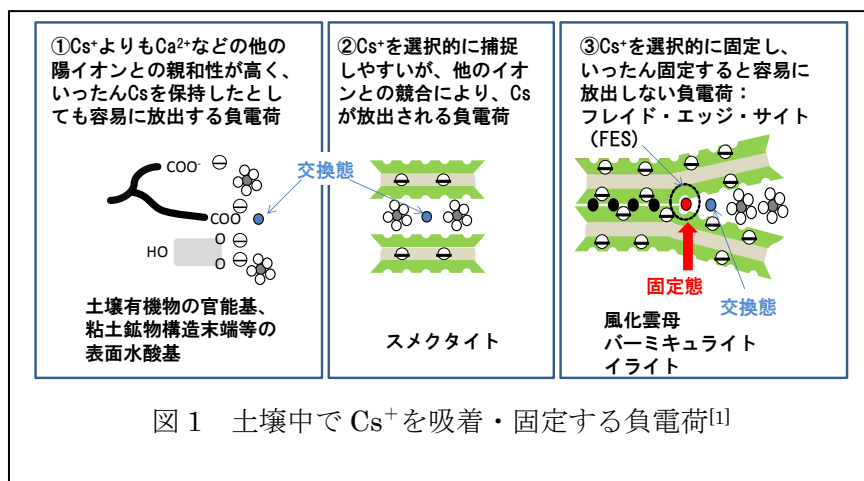 ①Cs⁺よりもCa²⁺などの他の
陽イオンとの親和性が高く、
いったんCsを保持したとし
ても容易に放出する負電荷
COO⁻
COO
HO
O
O
土壌有機物の官能基、
粘土鉱物構造末端等の
表面水酸基
交換態
②Cs⁺を選択的に捕捉
しやすいが、他のイオ
ンとの競合により、Cs
が放出される負電荷
スメクタイト
③Cs⁺を選択的に固定し、
いったん固定すると容易に
放出しない負電荷：
フレイド・エッジ・サイト
（FES）
固定態
交換態
風化雲母
バーミキュライト
イライト
図1　土壌中でCs⁺を吸着・固定する負電荷[1]